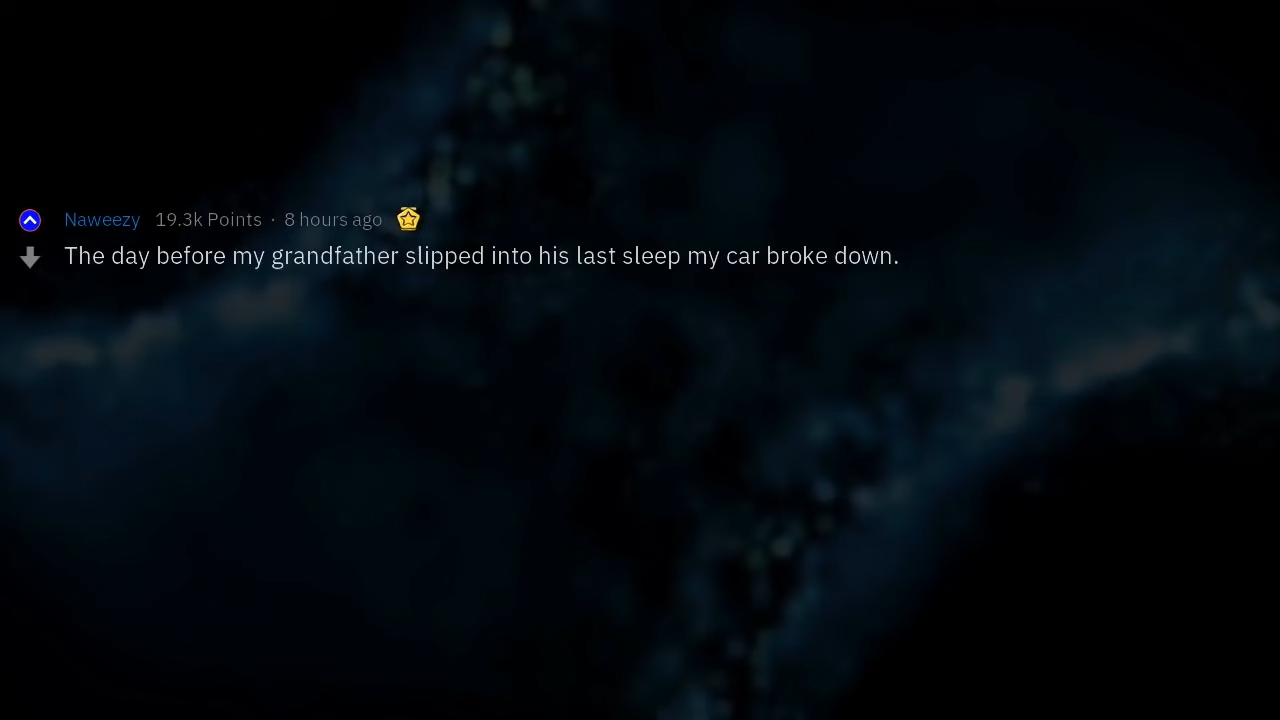 Naweezy 19.3k Points · 8 hours ago
The day before my grandfather slipped into his last sleep my car broke down.